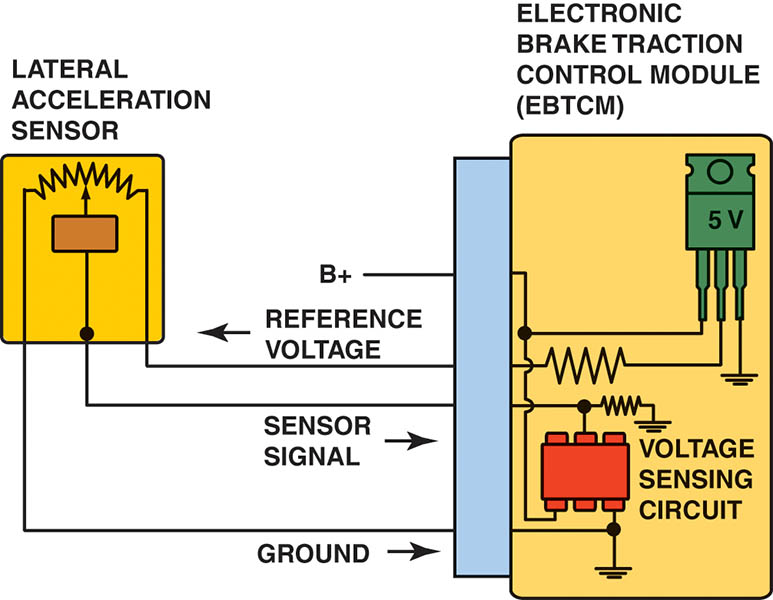 ELECTRONIC
BRAKE TRACTION
CONTROL MODULE
(EBTCM)
LATERAL
ACCELERATION
SENSOR
5 V
B+
REFERENCE
VOLTAGE
SENSOR
SIGNAL
VOLTAGE
SENSING
CIRCUIT
GROUND